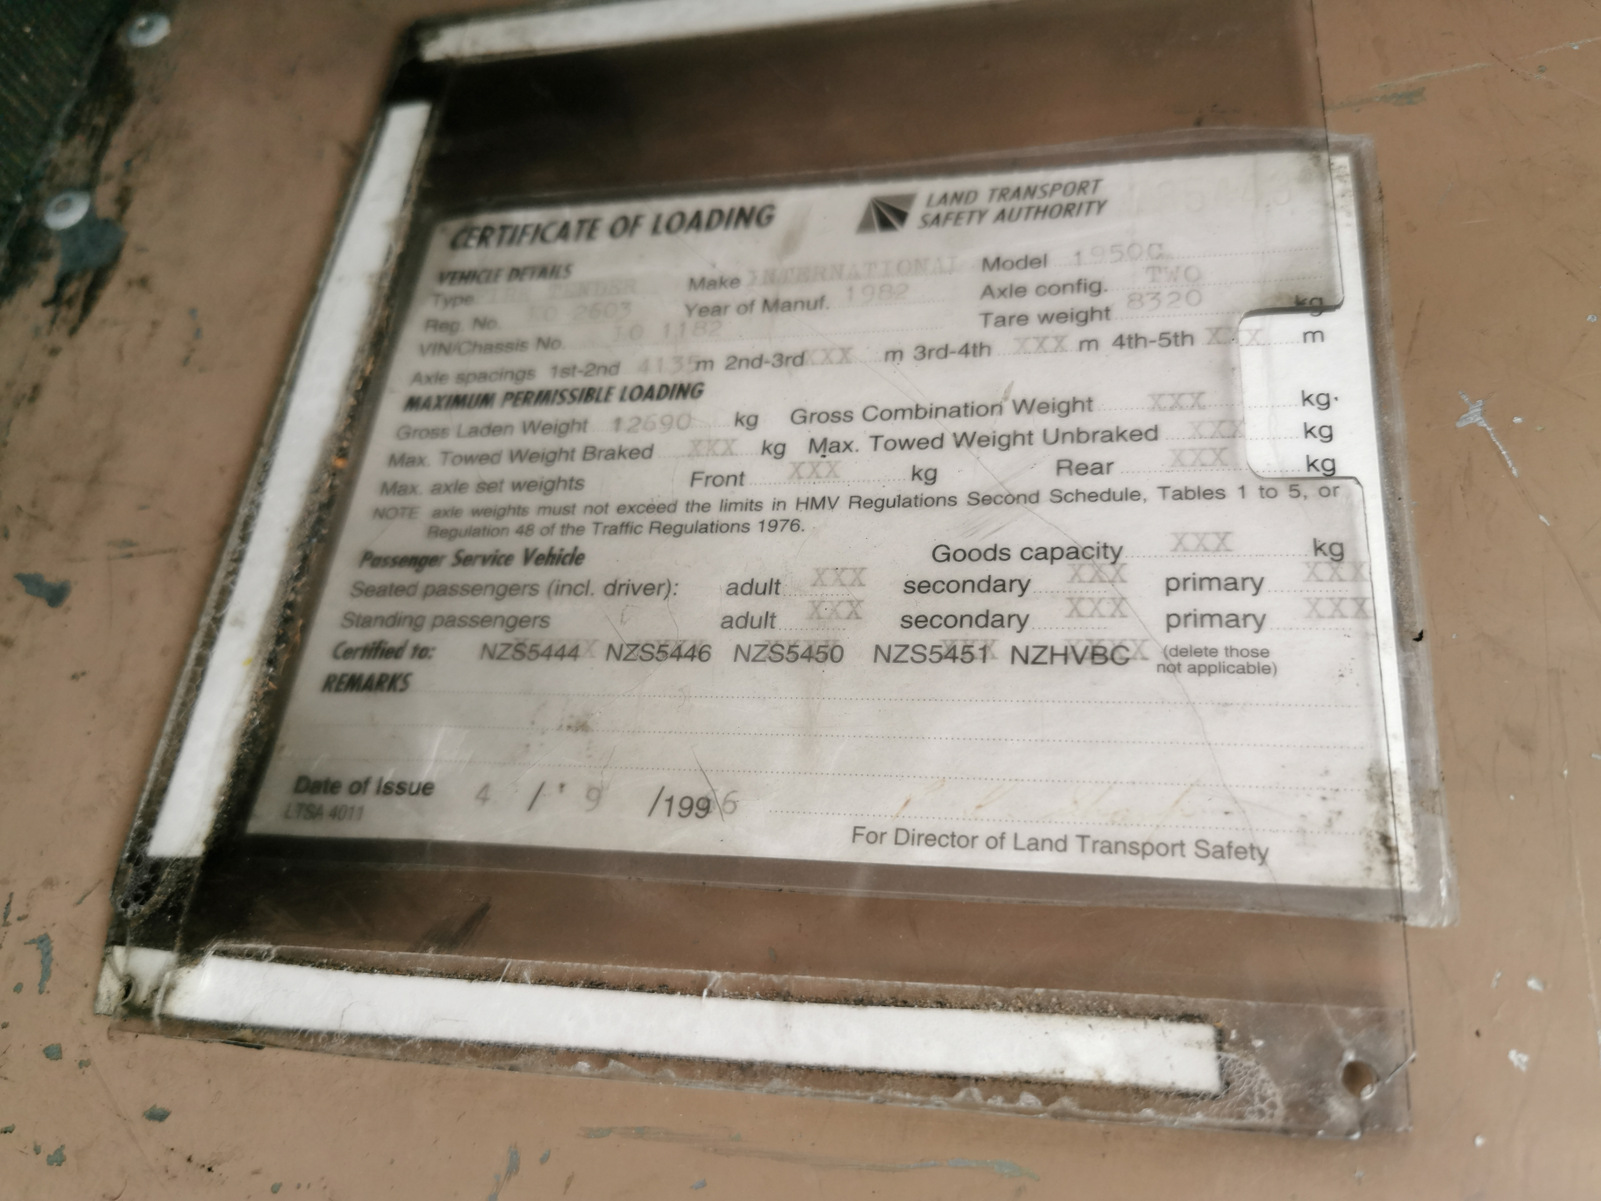 CERTIFICATE OF LOADING
LAND TRANSPORT
SAFETY AUTHORITY
VEHICLE DETAILS
Type TENDER Make INTERNATIONAL Model 1950C
Reg. No. 2603 Year of Manuf. 1982 Axle config. TWO
VIN/Chassis No. 1182 Tare weight 8320 kg
Axle spacings 1st-2nd 4135 m 2nd-3rd XXX m 3rd-4th XXX m 4th-5th XXX m
MAXIMUM PERMISSIBLE LOADING
Gross Laden Weight 12690 kg Gross Combination Weight XXX kg
Max. Towed Weight Braked XXX kg Max. Towed Weight Unbraked XXX kg
Max. axle set weights Front XXX kg Rear XXX kg
NOTE axle weights must not exceed the limits in HMV Regulations Second Schedule, Tables 1 to 5, or
Regulation 48 of the Traffic Regulations 1976.
Passenger Service Vehicle Goods capacity XXX kg
Seated passengers (incl. driver): adult XXX secondary XXX primary XXX
Standing passengers adult XXX secondary XXX primary XXX
Certified to: NZS5444 NZS5446 NZS5450 NZS5451 NZHVBC (delete those
not applicable)
REMARKS
Date of Issue 4 / 9 /1996
LTSA 4011
For Director of Land Transport Safety